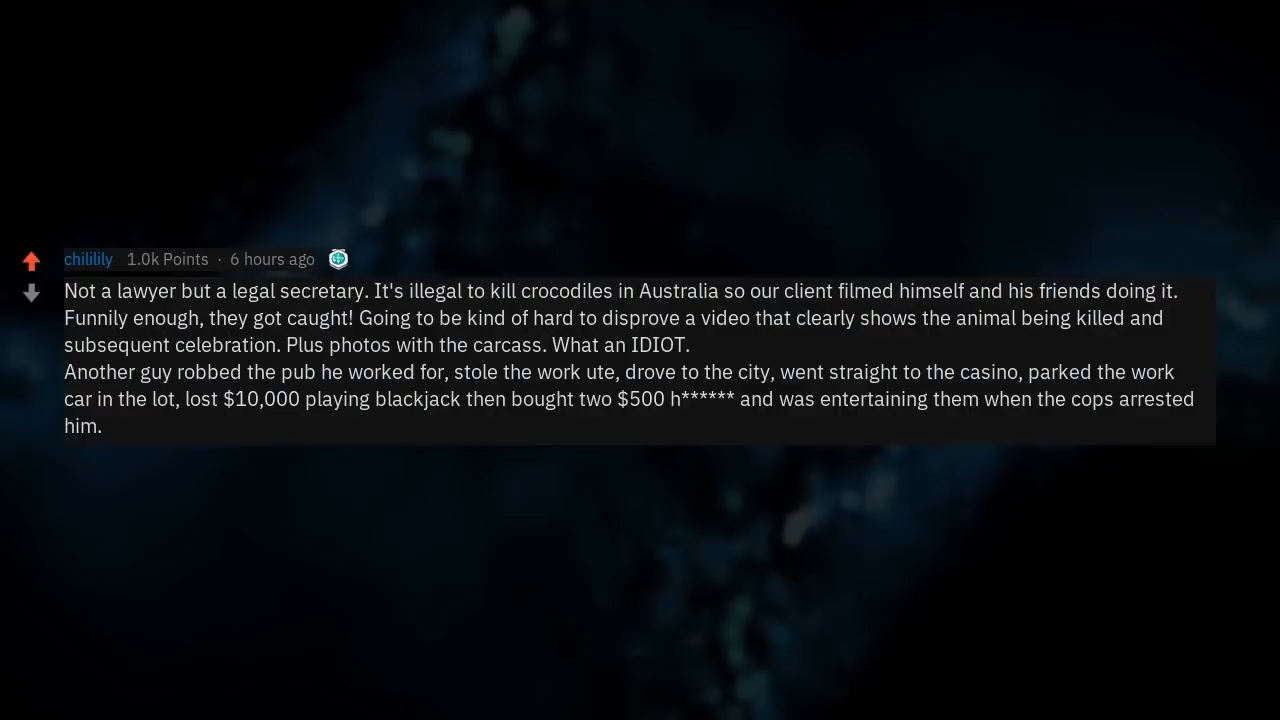 chililily 1.0k Points · 6 hours ago
Not a lawyer but a legal secretary. It's illegal to kill crocodiles in Australia so our client filmed himself and his friends doing it.
Funnily enough, they got caught! Going to be kind of hard to disprove a video that clearly shows the animal being killed and
subsequent celebration. Plus photos with the carcass. What an IDIOT.
Another guy robbed the pub he worked for, stole the work ute, drove to the city, went straight to the casino, parked the work
car in the lot, lost $10,000 playing blackjack then bought two $500 h****** and was entertaining them when the cops arrested
him.